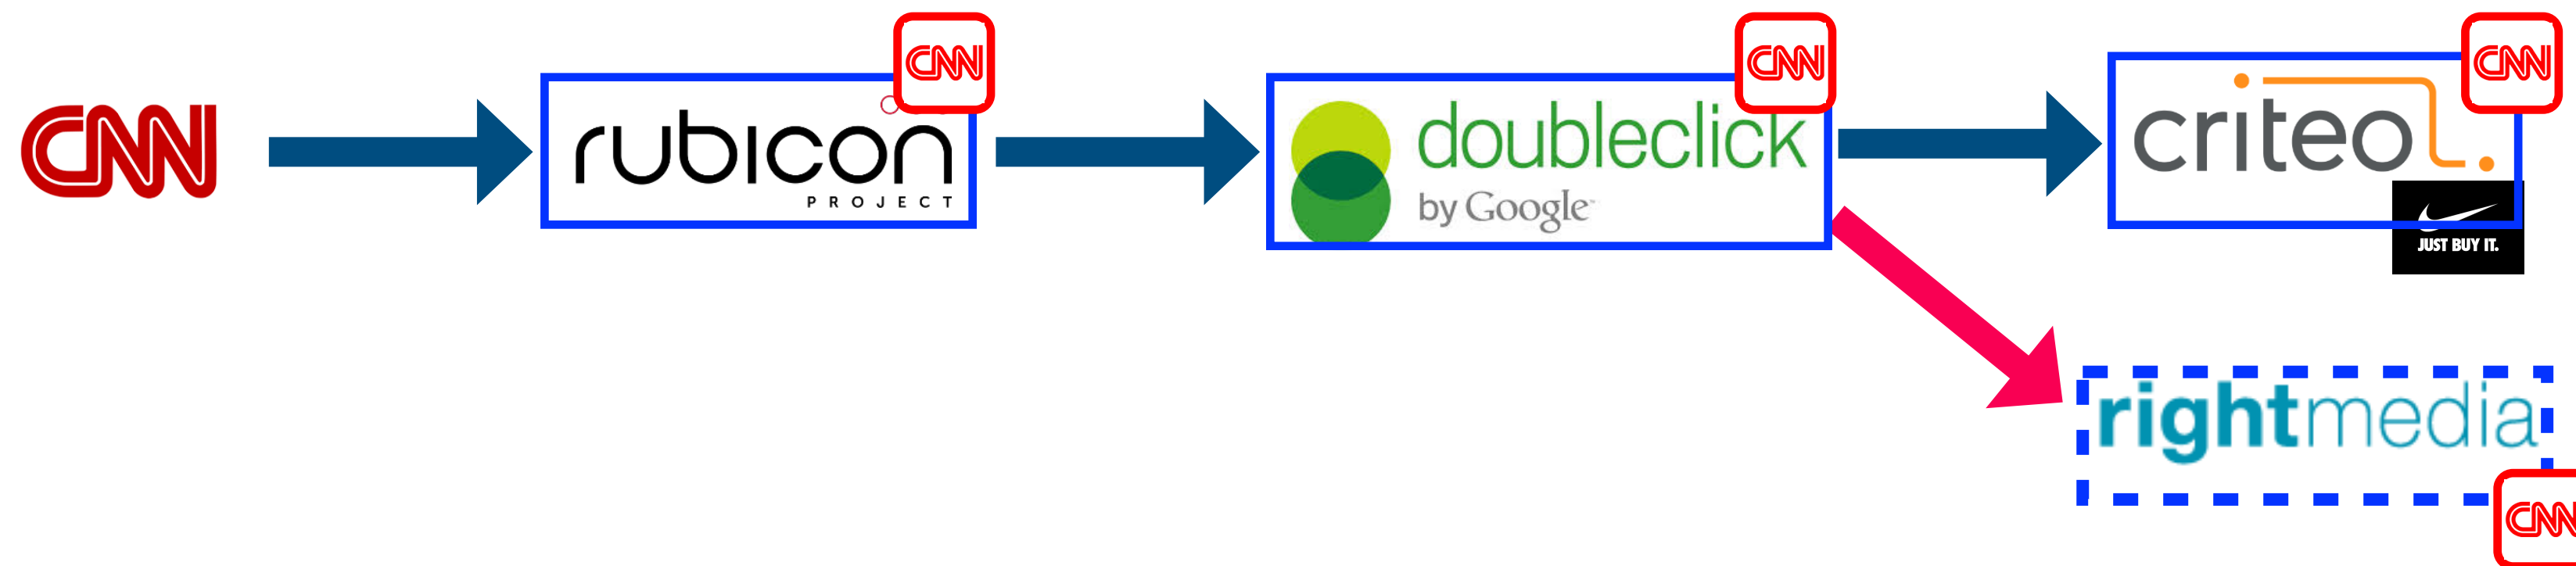 CNN
CNN
rubicon
PROJECT
CNN
doubleclick
by Google
CNN
criteo
JUST BUY IT.
rightmedia
CNN